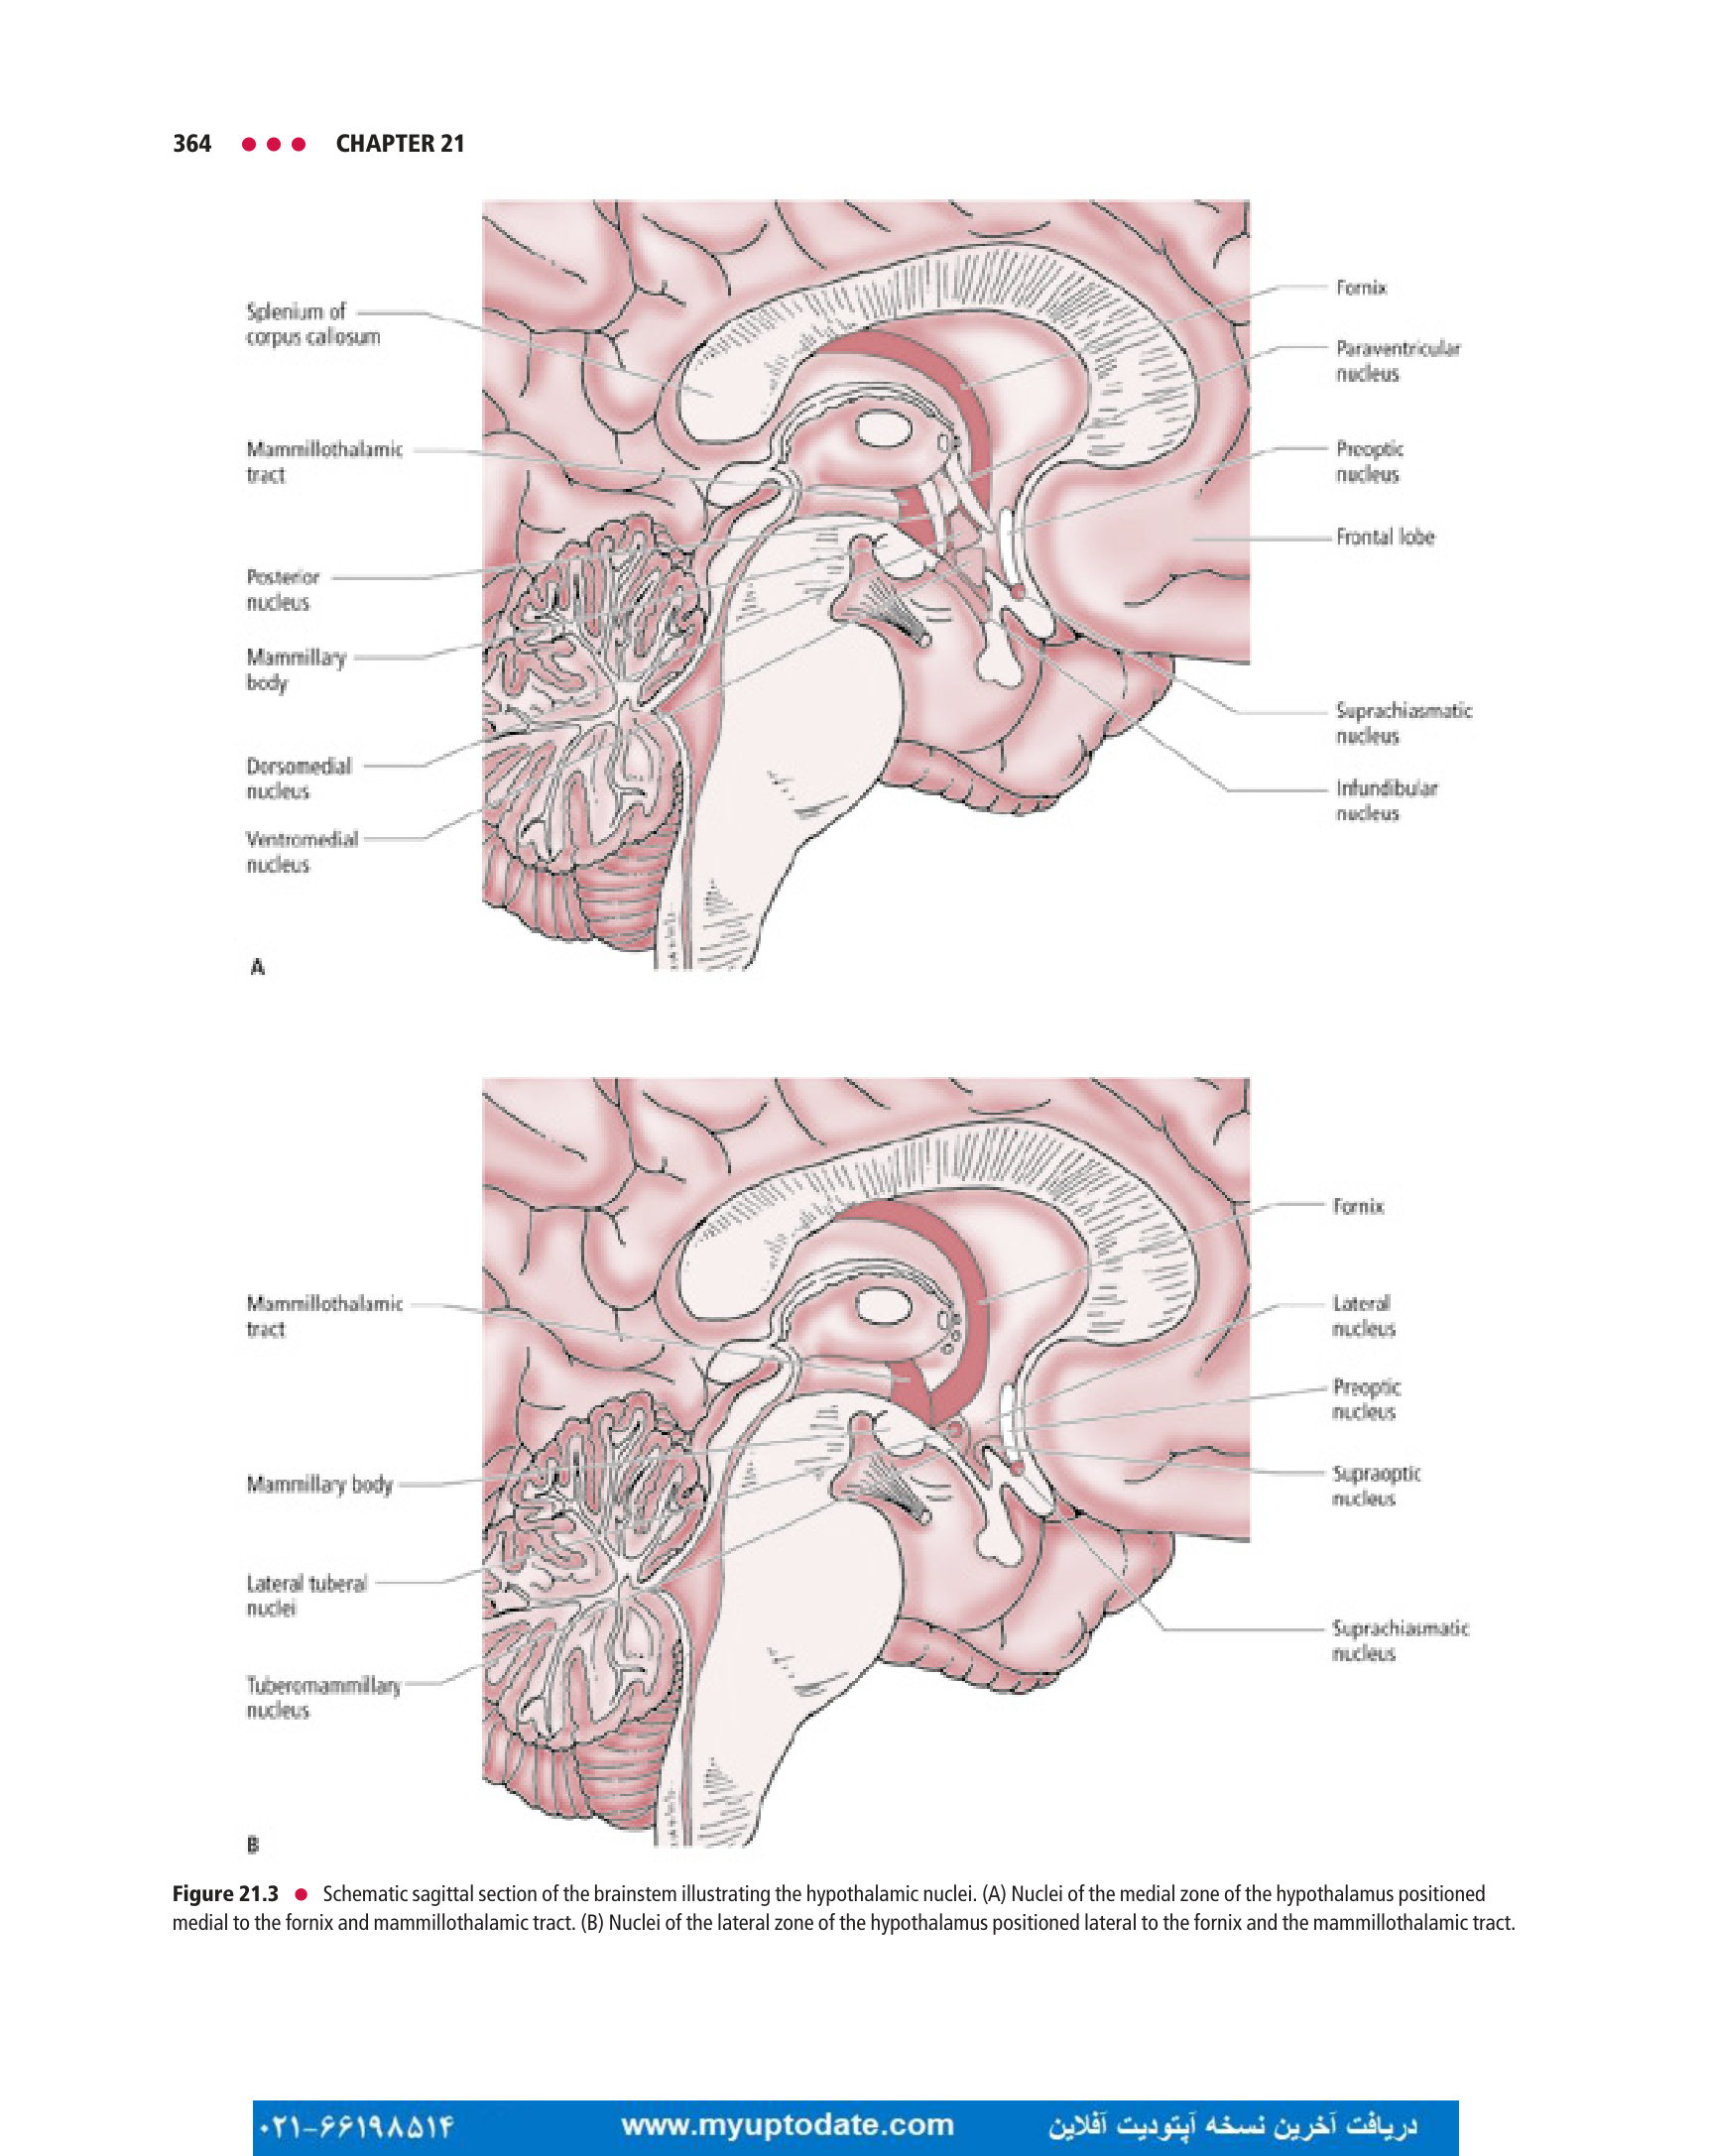 364 ● ● ● CHAPTER 21
Splenium of
corpus callosum
Mammillothalamic
tract
Posterior
nucleus
Mammillary
body
Dorsomedial
nucleus
Ventromedial
nucleus
Fornix
Paraventricular
nucleus
Preoptic
nucleus
Frontal lobe
Suprachiasmatic
nucleus
Infundibular
nucleus
A
Mammillothalamic
tract
Mammillary body
Lateral tuberal
nuclei
Tuberomammillary
nucleus
Fornix
Lateral
nucleus
Preoptic
nucleus
Supraoptic
nucleus
Suprachiasmatic
nucleus
B
Figure 21.3 ● Schematic sagittal section of the brainstem illustrating the hypothalamic nuclei. (A) Nuclei of the medial zone of the hypothalamus positioned
medial to the fornix and mammillothalamic tract. (B) Nuclei of the lateral zone of the hypothalamus positioned lateral to the fornix and the mammillothalamic tract.
۰۲۱-۶۶۱۹۸۵۱۴ www.myuptodate.com دریافت آخرین نسخه آپتودیت آفلاین